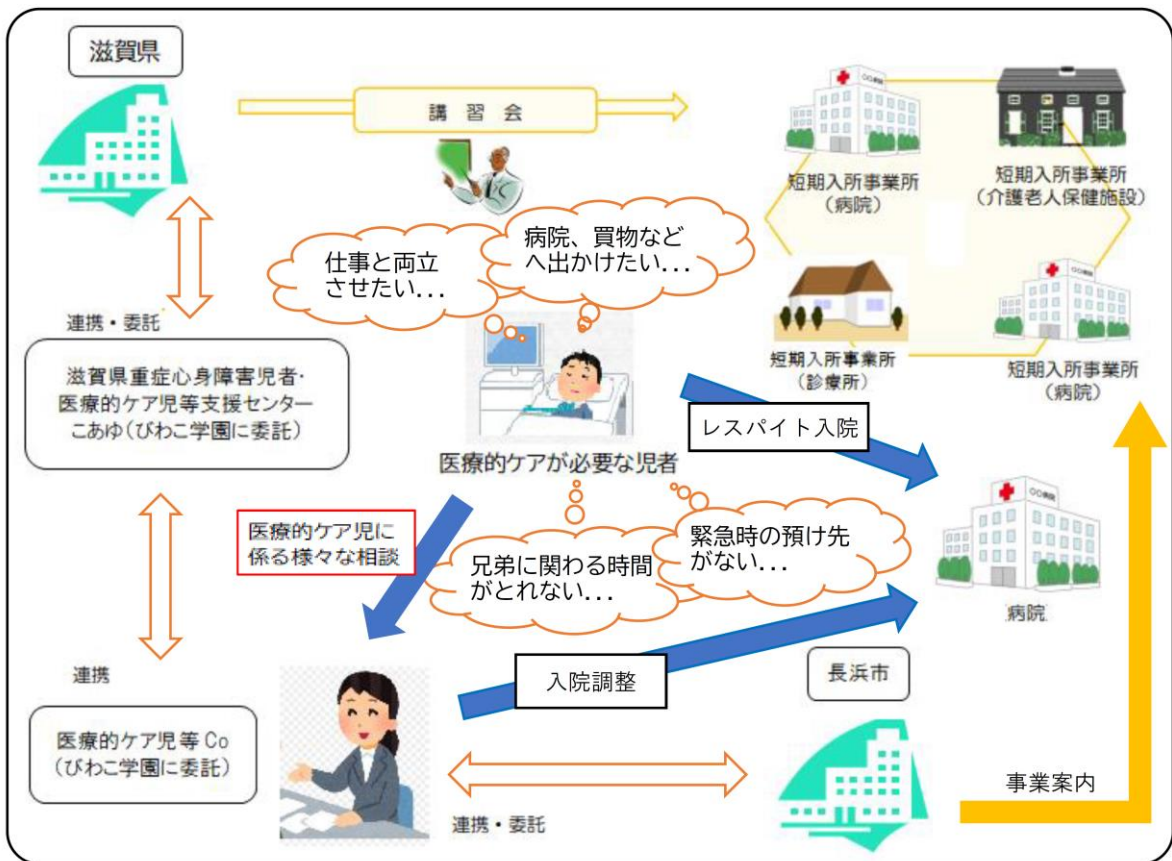 滋賀県
講習会
短期入所事業所
(病院)
短期入所事業所
(介護老人保健施設)
仕事と両立
させたい...
病院、買物など
へ出かけたい...
連携・委託
滋賀県重症心身障害児者・
医療的ケア児等支援センター
こあゆ(びわこ学園に委託)
短期入所事業所
(診療所)
短期入所事業所
(病院)
医療的ケアが必要な児者
レスパイト入院
医療的ケア児に
係る様々な相談
兄弟に関わる時間
がとれない...
緊急時の預け先
がない...
病院
連携
入院調整
長浜市
医療的ケア児等 Co
(びわこ学園に委託)
連携・委託
事業案内